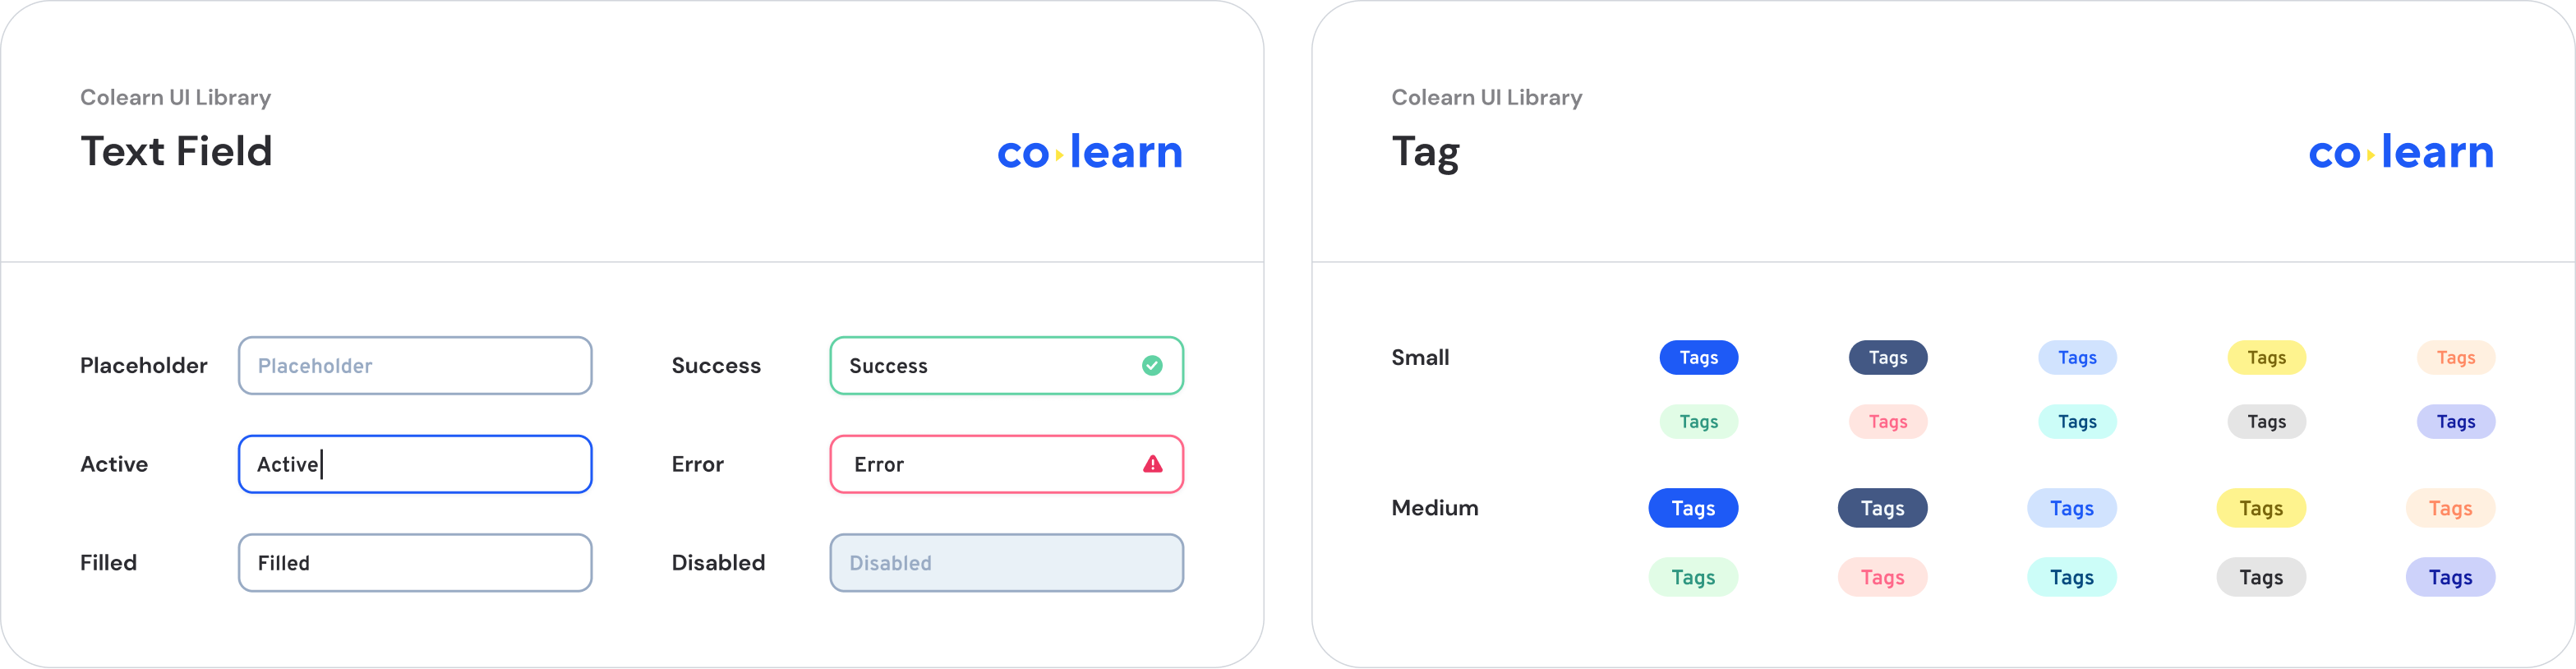 Colearn UI Library
Text Field
co learn
Placeholder
Placeholder
Success
Success
Active
Active
Error
Error
Filled
Filled
Disabled
Disabled
Colearn UI Library
Tag
co learn
Small
Tags Tags Tags Tags Tags
Tags Tags Tags Tags Tags
Medium
Tags Tags Tags Tags Tags
Tags Tags Tags Tags Tags